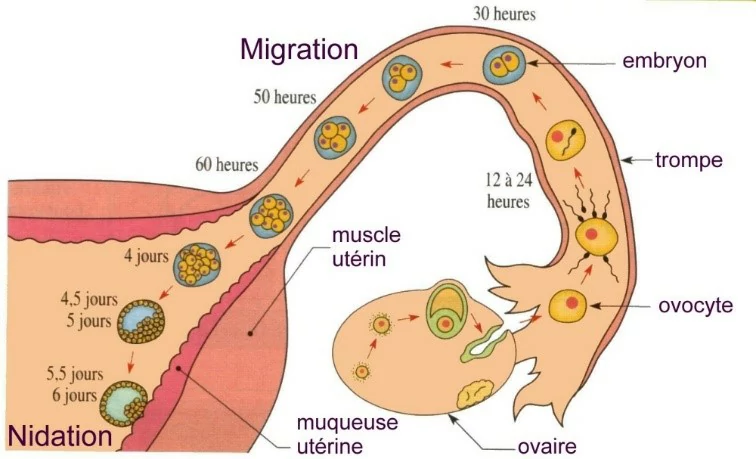 30 heures
Migration
embryon
50 heures
trompe
60 heures
12 à 24
heures
muscle
utérin
4 jours
4,5 jours
5 jours
ovocyte
5,5 jours
6 jours
muqueuse
utérine
Nidation
ovaire